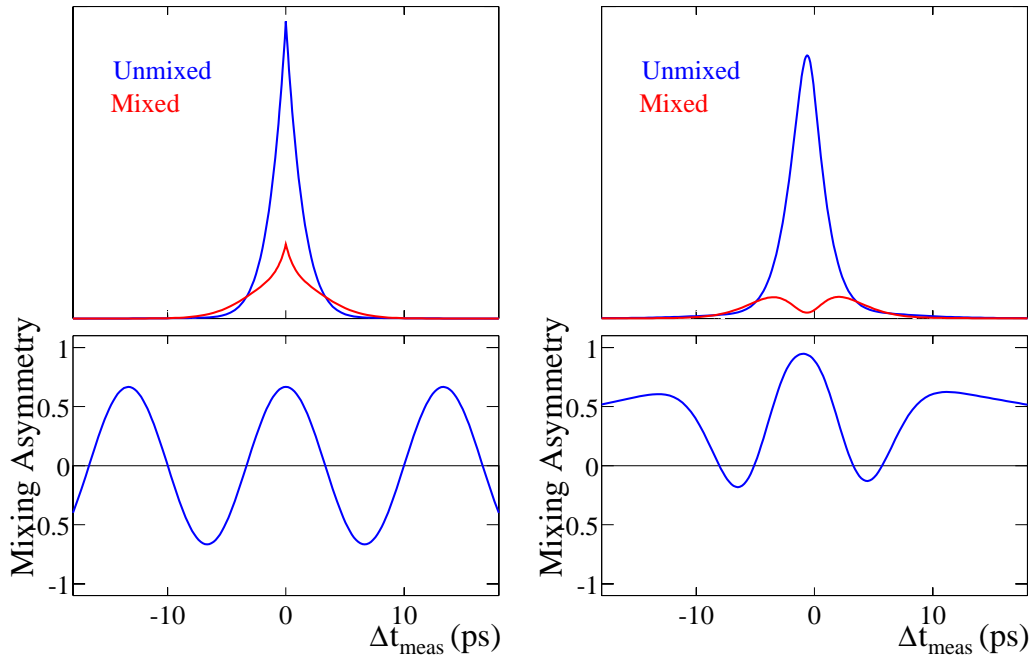 Unmixed
Mixed
Unmixed
Mixed
Mixing Asymmetry
1
0.5
0
-0.5
-1
-10
0
10
Δt_meas (ps)
Mixing Asymmetry
1
0.5
0
-0.5
-1
-10
0
10
Δt_meas (ps)